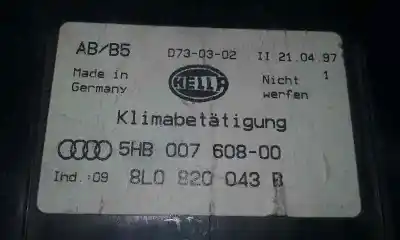 AB/B5 D73-03-02 II 21.04.97
Made in Germany HELLA Nicht werfen 1
Klimabetätigung
5HB 007 608-00
Ind.:09 8L0 820 043 B